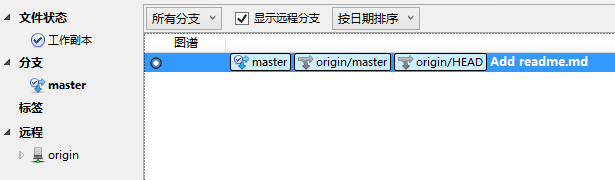 文件状态
工作副本
分支
master
标签
远程
origin
所有分支 显示远程分支 按日期排序
图谱
master origin/master origin/HEAD Add readme.md